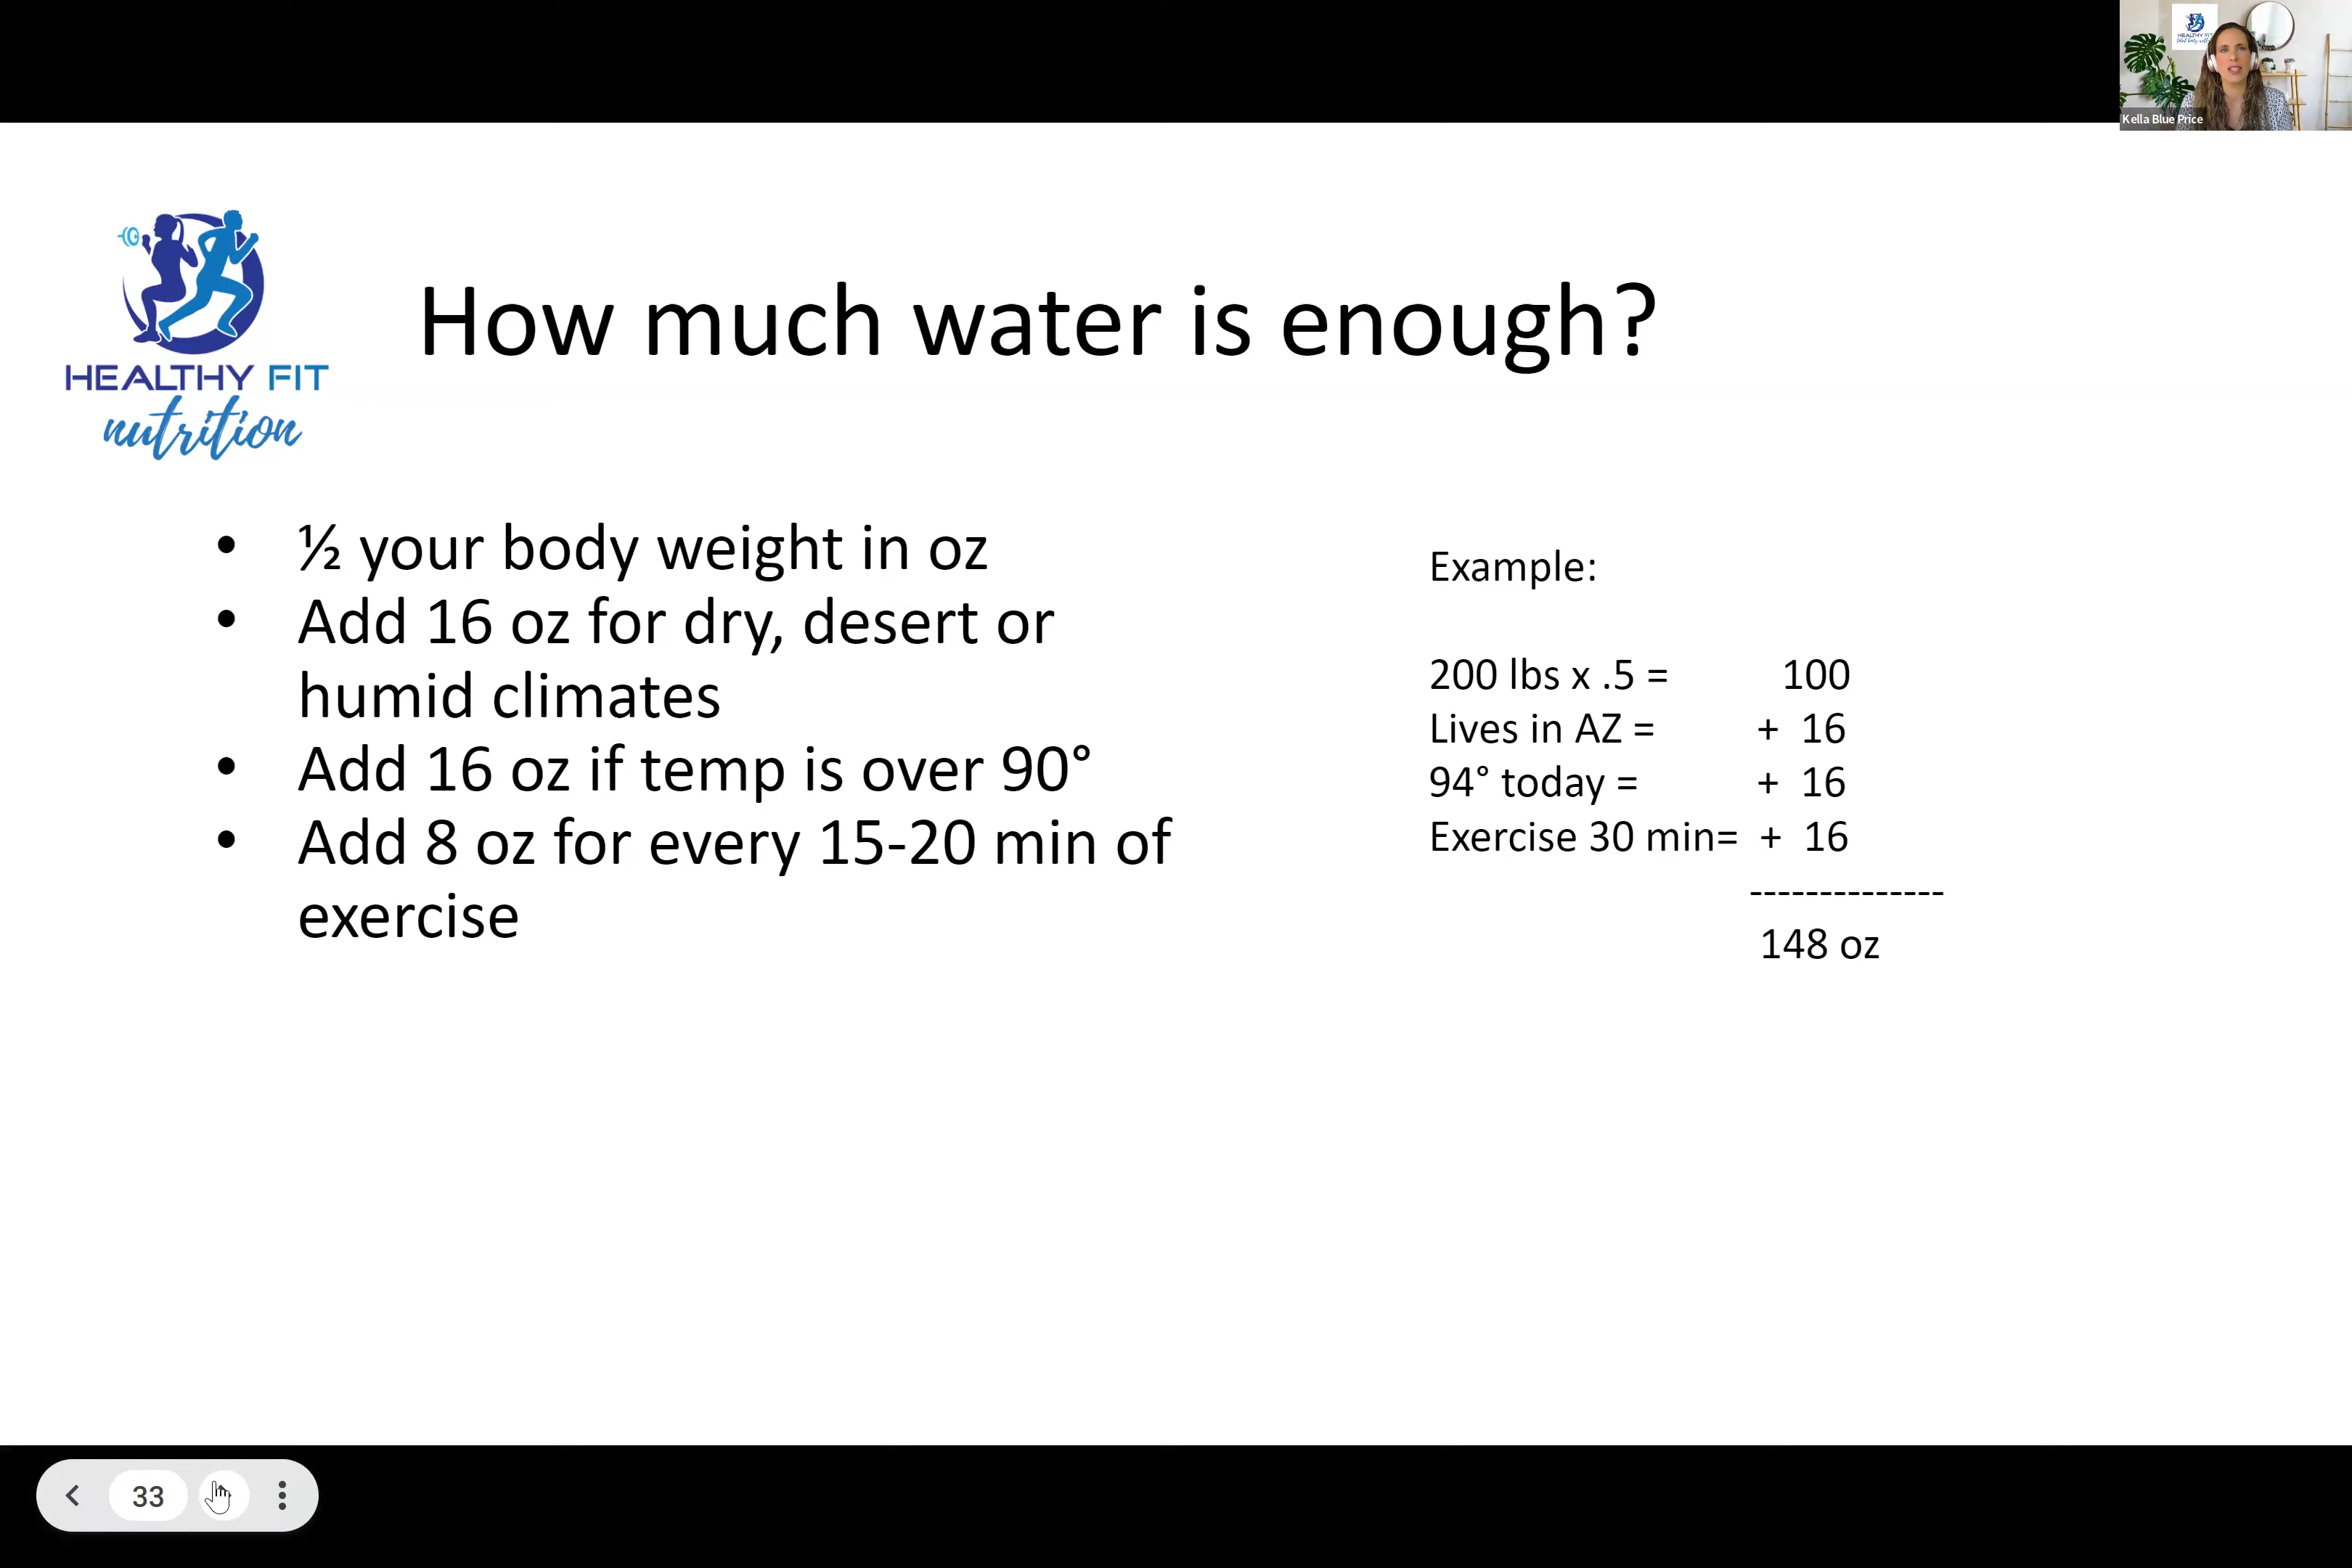 Kella Blue Price
HEALTHY FIT
nutrition
How much water is enough?
• ½ your body weight in oz
• Add 16 oz for dry, desert or
humid climates
• Add 16 oz if temp is over 90°
• Add 8 oz for every 15-20 min of
exercise
Example:
200 lbs x .5 = 100
Lives in AZ = + 16
94° today = + 16
Exercise 30 min= + 16
--------------
148 oz
33